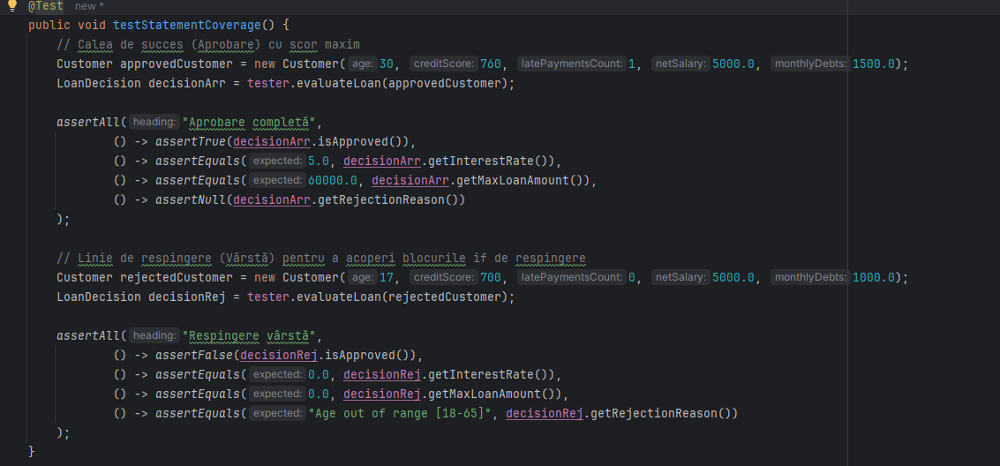 @Test new *
public void testStatementCoverage() {
// Calea de succes (Aprobare) cu scor maxim
Customer approvedCustomer = new Customer( age: 30, creditScore: 760, latePaymentsCount: 1, netSalary: 5000.0, monthlyDebts: 1500.0);
LoanDecision decisionArr = tester.evaluateLoan(approvedCustomer);
assertAll( heading: "Aprobare completă",
() -> assertTrue(decisionArr.isApproved()),
() -> assertEquals( expected: 5.0, decisionArr.getInterestRate()),
() -> assertEquals( expected: 60000.0, decisionArr.getMaxLoanAmount()),
() -> assertNull(decisionArr.getRejectionReason())
);
// Linie de respingere (Vârstă) pentru a acoperi blocurile if de respingere
Customer rejectedCustomer = new Customer( age: 17, creditScore: 700, latePaymentsCount: 0, netSalary: 5000.0, monthlyDebts: 1000.0);
LoanDecision decisionRej = tester.evaluateLoan(rejectedCustomer);
assertAll( heading: "Respingere vârstă",
() -> assertFalse(decisionRej.isApproved()),
() -> assertEquals( expected: 0.0, decisionRej.getInterestRate()),
() -> assertEquals( expected: 0.0, decisionRej.getMaxLoanAmount()),
() -> assertEquals( expected: "Age out of range [18-65]", decisionRej.getRejectionReason())
);
}